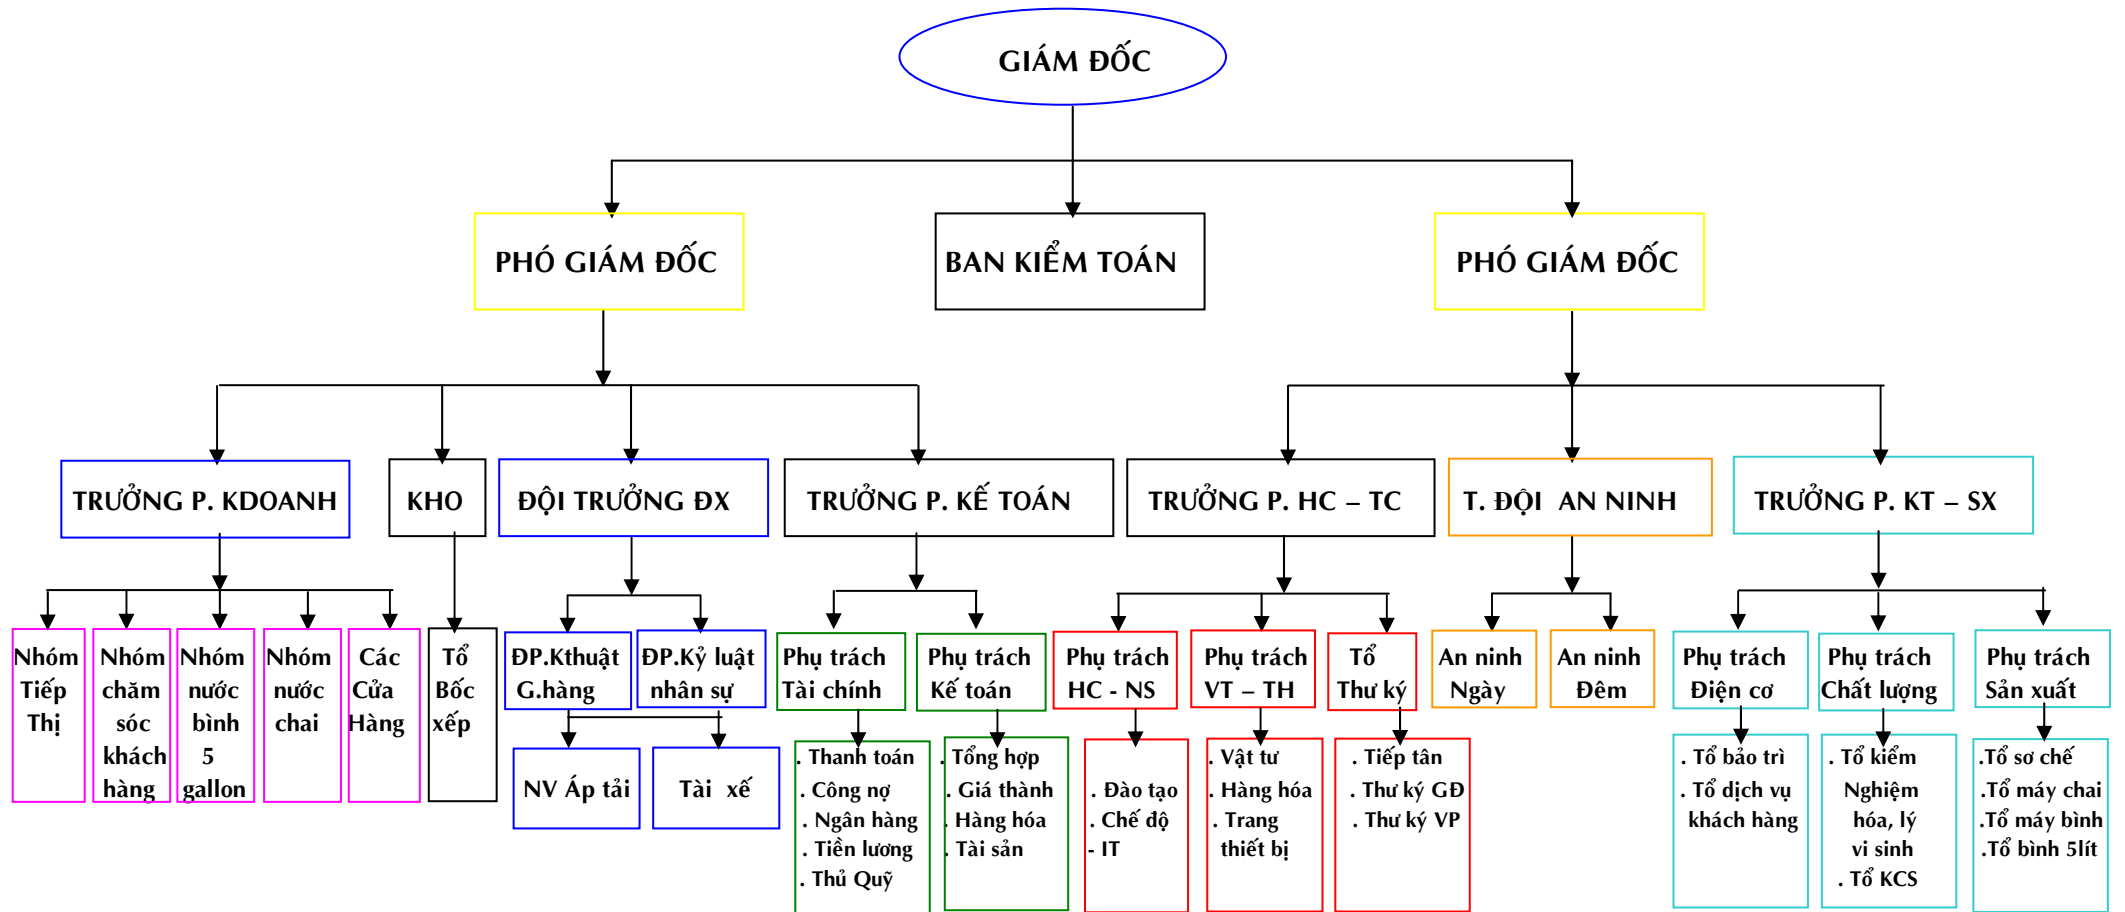 GIÁM ĐỐC
PHÓ GIÁM ĐỐC
BAN KIỂM TOÁN
PHÓ GIÁM ĐỐC
TRƯỞNG P. KDOANH
KHO
ĐỘI TRƯỞNG ĐX
TRƯỞNG P. KẾ TOÁN
TRƯỞNG P. HC – TC
T. ĐỘI AN NINH
TRƯỞNG P. KT – SX
Nhóm
Tiếp
Thị
Nhóm
chăm
sóc
khách
hàng
Nhóm
nước
bình
5
gallon
Nhóm
nước
chai
Các
Cửa
Hàng
Tổ
Bốc
xếp
ĐP.Kthuật
G.hàng
ĐP.Kỷ luật
nhân sự
Phụ trách
Tài chính
Phụ trách
Kế toán
Phụ trách
HC - NS
Phụ trách
VT – TH
Tổ
Thư ký
An ninh
Ngày
An ninh
Đêm
Phụ trách
Điện cơ
Phụ trách
Chất lượng
Phụ trách
Sản xuất
NV Áp tải
Tài xế
. Thanh toán
. Công nợ
. Ngân hàng
. Tiền lương
. Thủ Quỹ
. Tổng hợp
. Giá thành
. Hàng hóa
. Tài sản
. Đào tạo
. Chế độ
- IT
. Vật tư
. Hàng hóa
. Trang
thiết bị
. Tiếp tân
. Thư ký GĐ
. Thư ký VP
. Tổ bảo trì
. Tổ dịch vụ
khách hàng
. Tổ kiểm
Nghiệm
hóa, lý
vi sinh
. Tổ KCS
.Tổ sơ chế
.Tổ máy chai
.Tổ máy bình
.Tổ bình 5lít